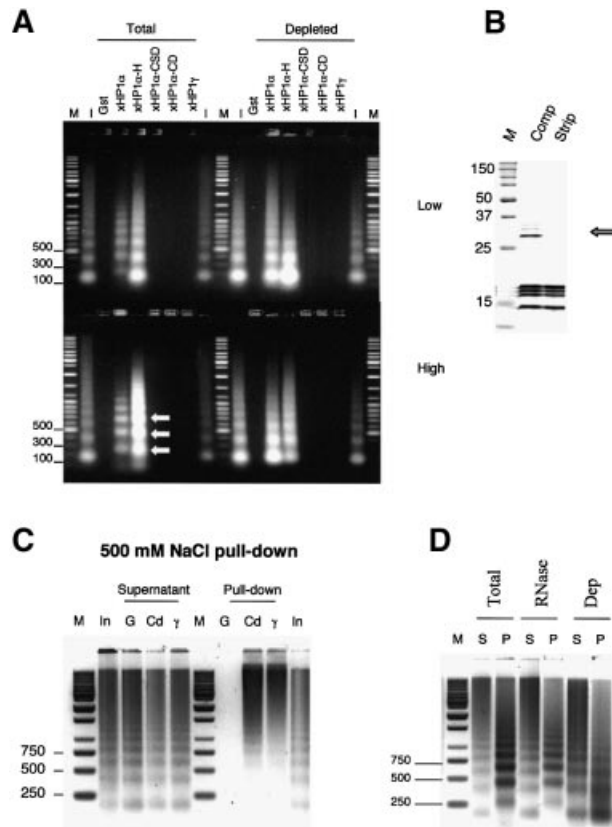 A
Total
Depleted
M I Gst xHP1α xHP1α-H xHP1α-CSD xHP1α-CD xHP1γ I M Gst xHP1α xHP1α-H xHP1α-CSD xHP1α-CD xHP1γ I M
500
300
100
Low
500
300
100
High
B
M Comp Strip
150
50
37
25
15
C
500 mM NaCl pull-down
Supernatant Pull-down
M In G Cd γ M G Cd γ In
750
500
250
D
Total RNase Dep
M S P S P S P
750
500
250